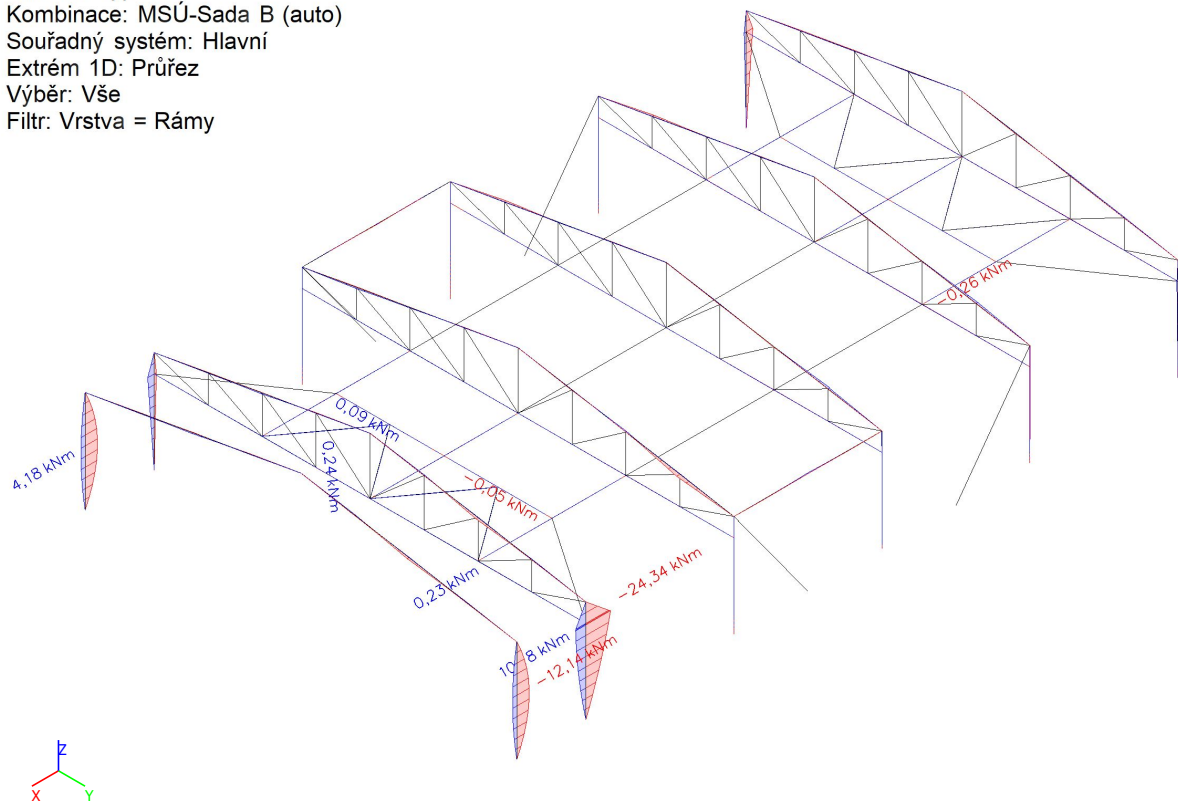 Kombinace: MSÚ-Sada B (auto)
Souřadný systém: Hlavní
Extrém 1D: Průřez
Výběr: Vše
Filtr: Vrstva = Rámy
-0,26 kNm
0,09 kNm
4,18 kNm
0,24 kNm
-0,05 kNm
0,23 kNm
-24,34 kNm
kNm
-12,14 kNm
Z
X
Y